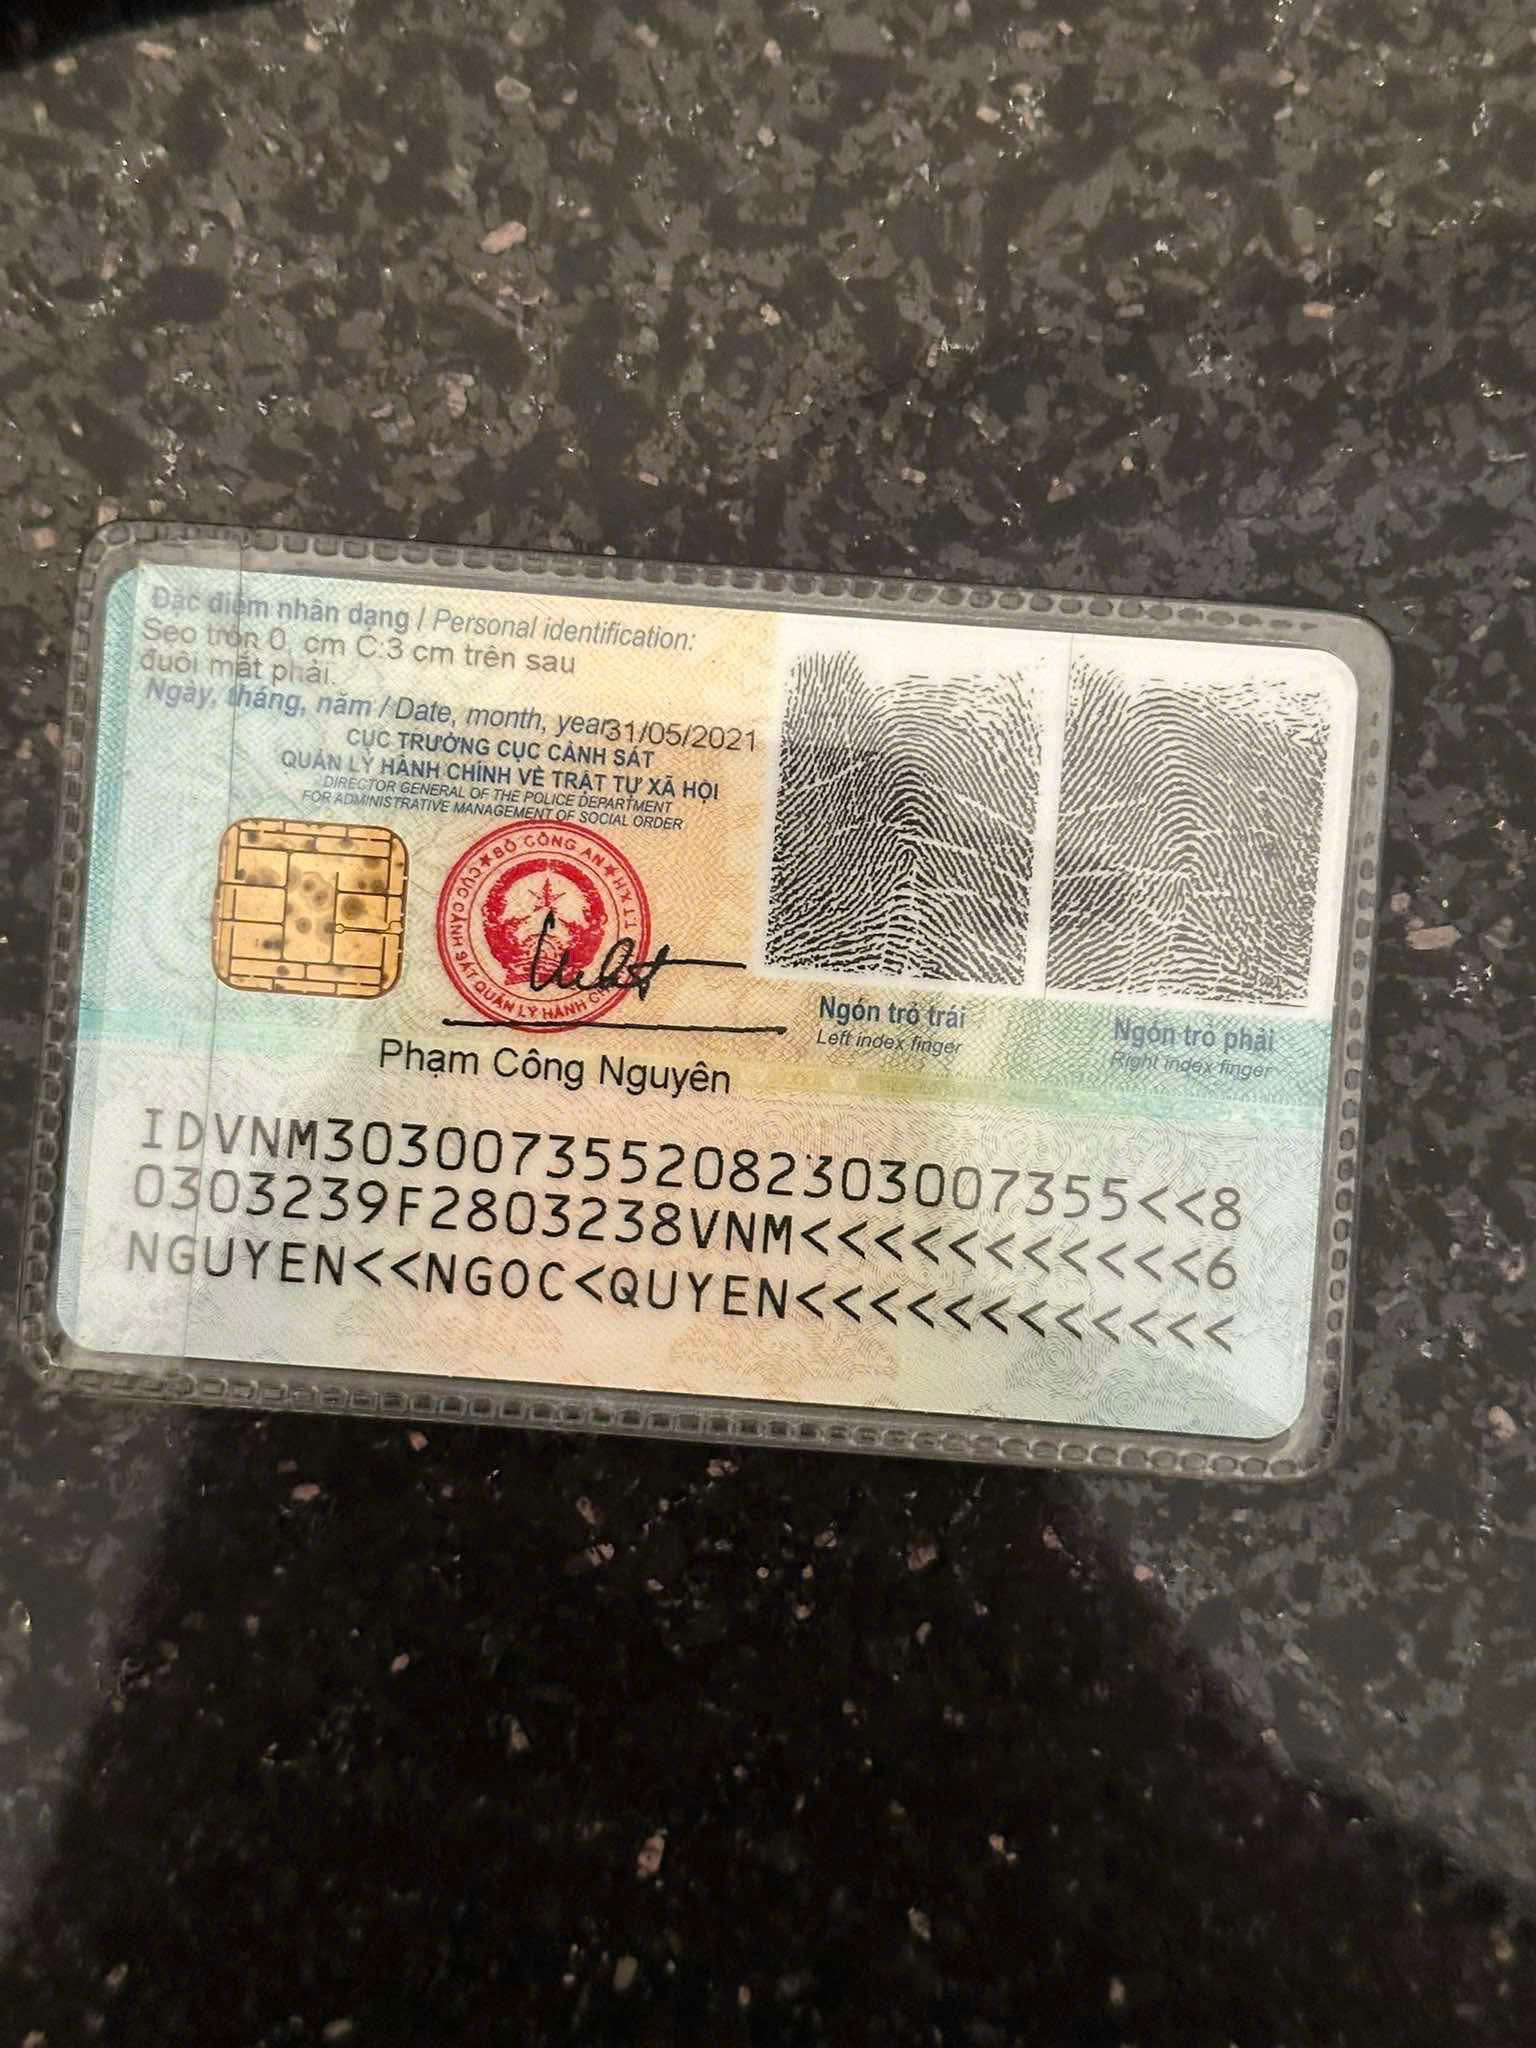 Đặc điểm nhân dạng / Personal identification:
Sẹo tròn 0, cm C:3 cm trên sau
đuôi mắt phải.
Ngày, tháng, năm / Date, month, year 31/05/2021
CỤC TRƯỞNG CỤC CẢNH SÁT
QUẢN LÝ HÀNH CHÍNH VỀ TRẬT TỰ XÃ HỘI
DIRECTOR GENERAL OF THE POLICE DEPARTMENT
FOR ADMINISTRATIVE MANAGEMENT OF SOCIAL ORDER
BỘ CÔNG AN
CỤC CẢNH SÁT QUẢN LÝ HÀNH CH
Phạm Công Nguyên
Ngón trỏ trái
Left index finger
Ngón trỏ phải
Right index finger
IDVNM3030073552082303007355<<8
0303239F2803238VNM<<<<<<<<<<<6
NGUYEN<<NGOC<QUYEN<<<<<<<<<<<<